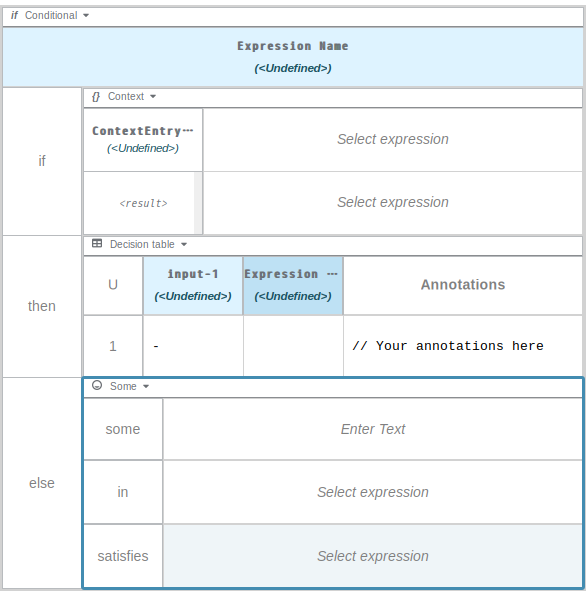 if Conditional
Expression Name
(<Undefined>)
if
{} Context
ContextEntry…
(<Undefined>)
Select expression
<result>
Select expression
then
Decision table
U
input-1
(<Undefined>)
Expression …
(<Undefined>)
Annotations
1
-
// Your annotations here
else
Some
some
Enter Text
in
Select expression
satisfies
Select expression